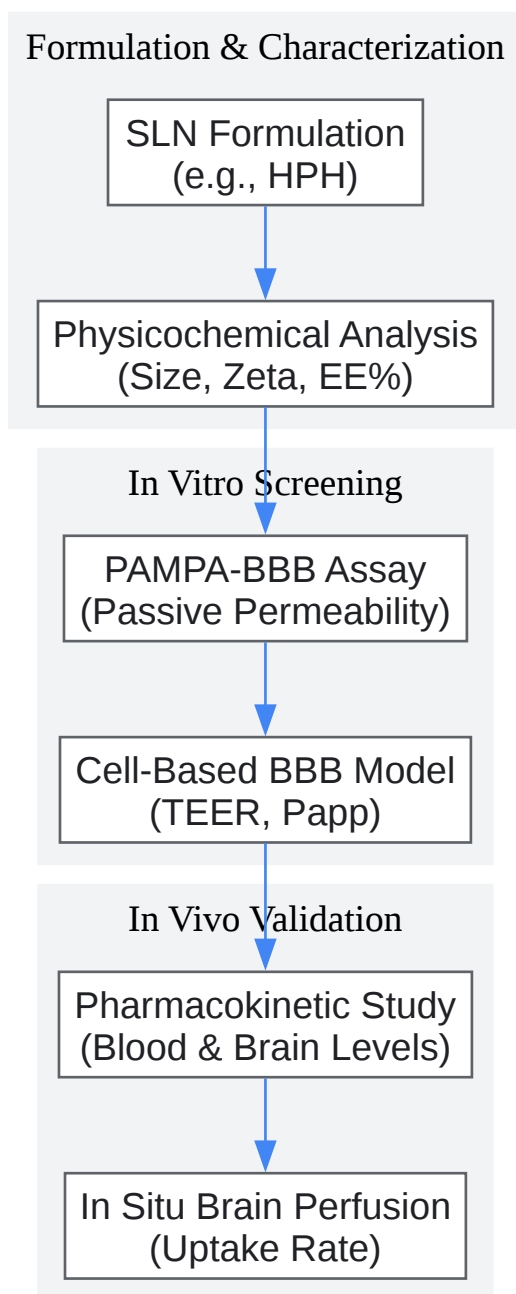 Formulation & Characterization
SLN Formulation
(e.g., HPH)
Physicochemical Analysis
(Size, Zeta, EE%)
In Vitro Screening
PAMPA-BBB Assay
(Passive Permeability)
Cell-Based BBB Model
(TEER, Papp)
In Vivo Validation
Pharmacokinetic Study
(Blood & Brain Levels)
In Situ Brain Perfusion
(Uptake Rate)